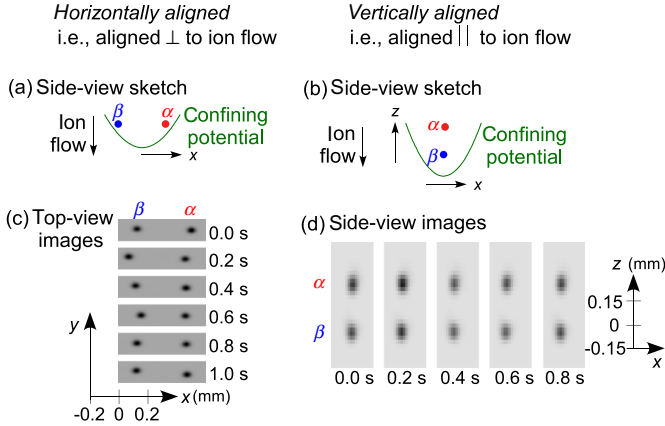 Horizontally aligned
i.e., aligned ⊥ to ion flow
Vertically aligned
i.e., aligned || to ion flow
(a) Side-view sketch
β α Confining
potential
Ion
flow
x
(b) Side-view sketch
z
α
β
Ion
flow
Confining
potential
x
(c) Top-view
images
β α
0.0 s
0.2 s
0.4 s
0.6 s
0.8 s
1.0 s
y
x (mm)
-0.2 0 0.2
(d) Side-view images
α
β
z (mm)
0.15
0
-0.15
x
0.0 s 0.2 s 0.4 s 0.6 s 0.8 s